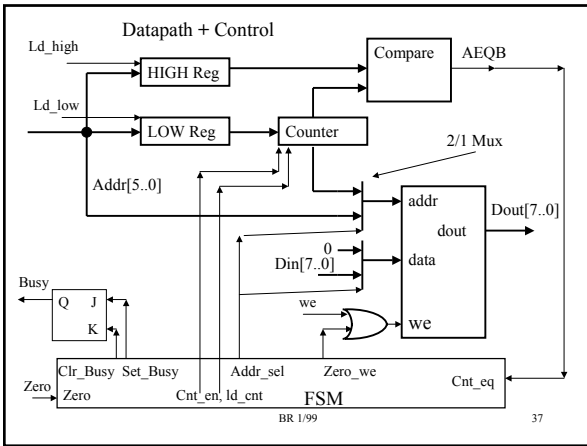 Datapath + Control
Ld_high
HIGH Reg
Compare
AEQB
Ld_low
LOW Reg
Counter
2/1 Mux
Addr[5..0]
addr
dout
Dout[7..0]
0
Din[7..0]
data
Busy
Q J
K
we
we
Clr_Busy Set_Busy Addr_sel Zero_we
Zero
Zero
Cnt_en, ld_cnt
FSM
Cnt_eq
BR 1/99
37